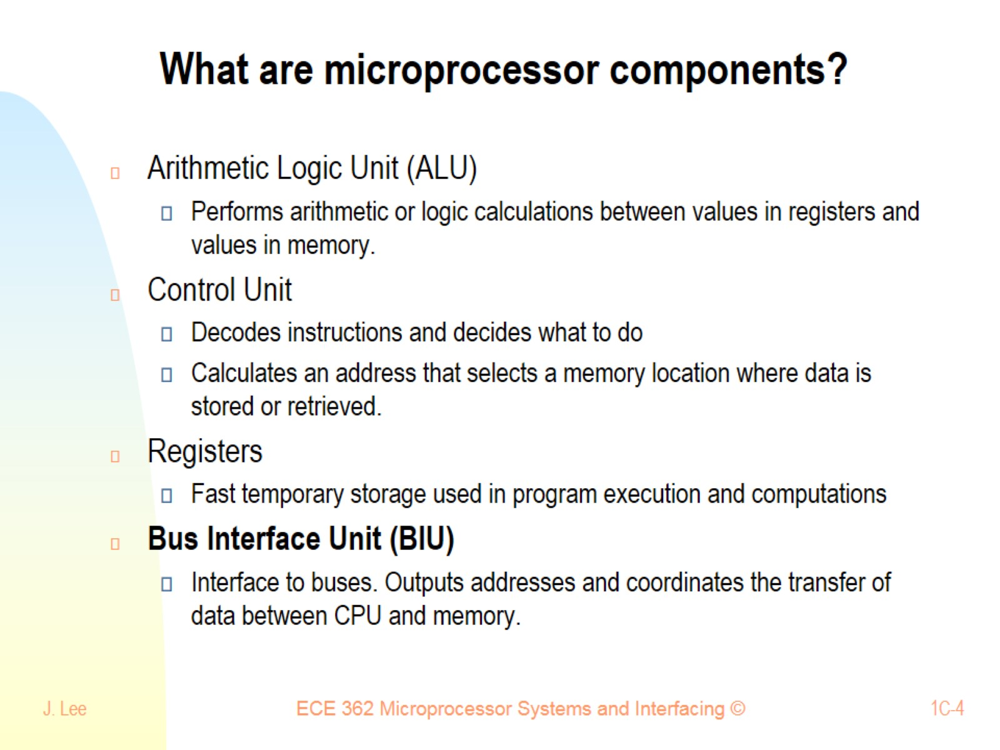 What are microprocessor components?
Arithmetic Logic Unit (ALU)
Performs arithmetic or logic calculations between values in registers and
values in memory.
Control Unit
Decodes instructions and decides what to do
Calculates an address that selects a memory location where data is
stored or retrieved.
Registers
Fast temporary storage used in program execution and computations
Bus Interface Unit (BIU)
Interface to buses. Outputs addresses and coordinates the transfer of
data between CPU and memory.
J. Lee
ECE 362 Microprocessor Systems and Interfacing ©
1C-4